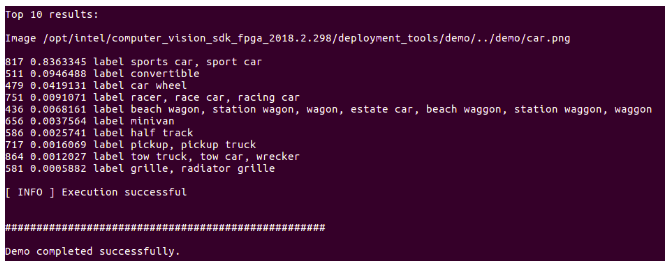 Top 10 results:
Image /opt/intel/computer_vision_sdk_fpga_2018.2.298/deployment_tools/demo/../demo/car.png
817 0.8363345 label sports car, sport car
511 0.0946488 label convertible
479 0.0419131 label car wheel
751 0.0091071 label racer, race car, racing car
436 0.0068161 label beach wagon, station wagon, wagon, estate car, beach waggon, station waggon, waggon
656 0.0037564 label minivan
586 0.0025741 label half track
717 0.0016069 label pickup, pickup truck
864 0.0012027 label tow truck, tow car, wrecker
581 0.0005882 label grille, radiator grille
[ INFO ] Execution successful
###################################################
Demo completed successfully.